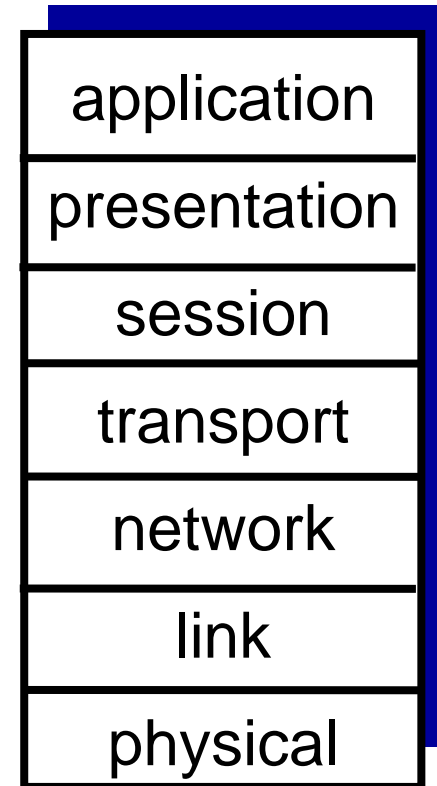 application
presentation
session
transport
network
link
physical